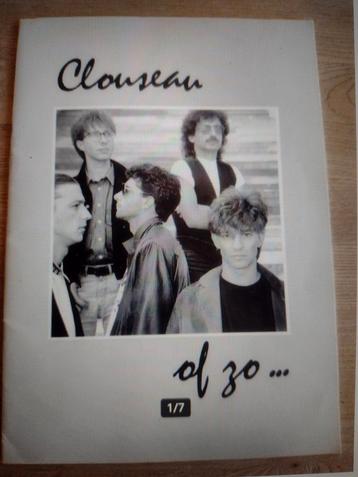 Clouseau
of zo ...
1/7